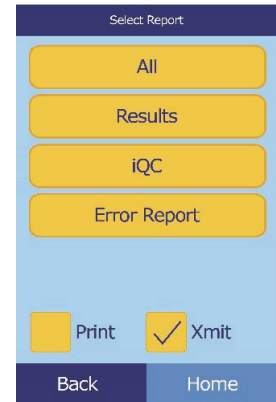 Select Report
All
Results
iQC
Error Report
Print Xmit
Back Home